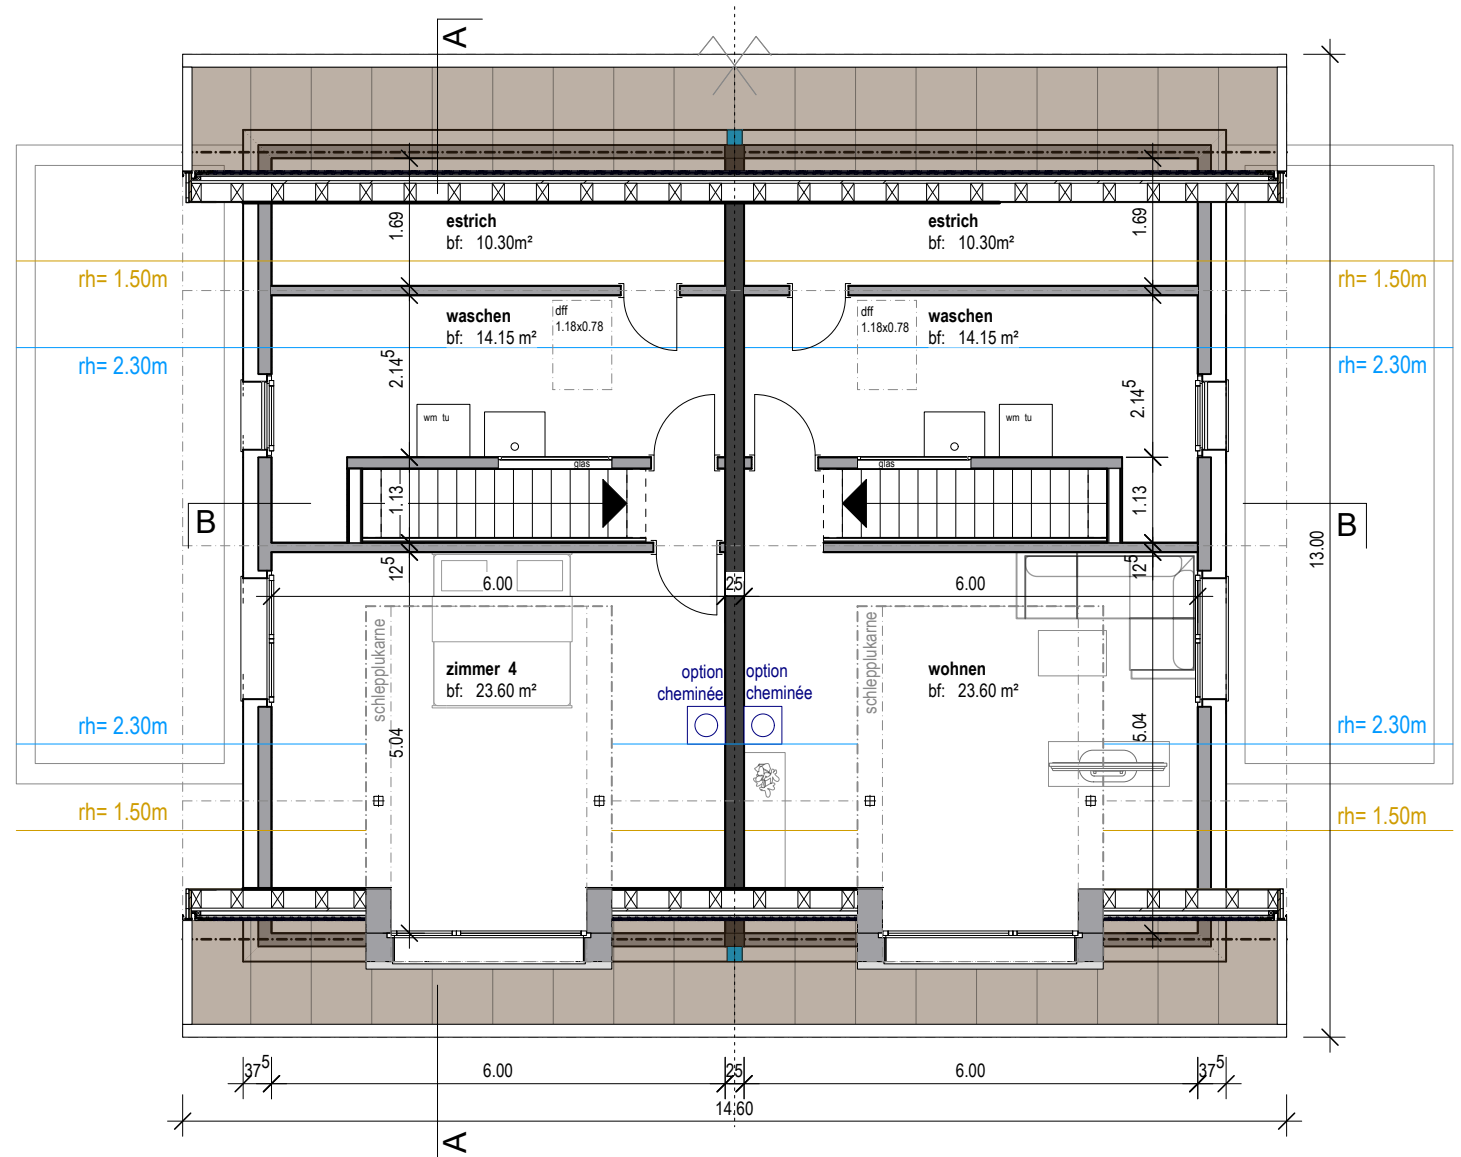 A
1.69
estrich
bf: 10.30m²
estrich
bf: 10.30m²
1.69
rh= 1.50m
rh= 1.50m
waschen
bf: 14.15 m²
dff
1.18x0.78
dff
1.18x0.78
waschen
bf: 14.15 m²
rh= 2.30m
rh= 2.30m
2.14⁵
2.14⁵
wm tu
wm tu
glas
glas
B
1.13
1.13
B
13.00
12⁵
6.00
25
6.00
12⁵
schlepplukarne
zimmer 4
bf: 23.60 m²
option
cheminée
option
cheminée
schlepplukarne
wohnen
bf: 23.60 m²
rh= 2.30m
5.04
5.04
rh= 2.30m
rh= 1.50m
rh= 1.50m
37⁵
6.00
25
6.00
37⁵
14.60
A